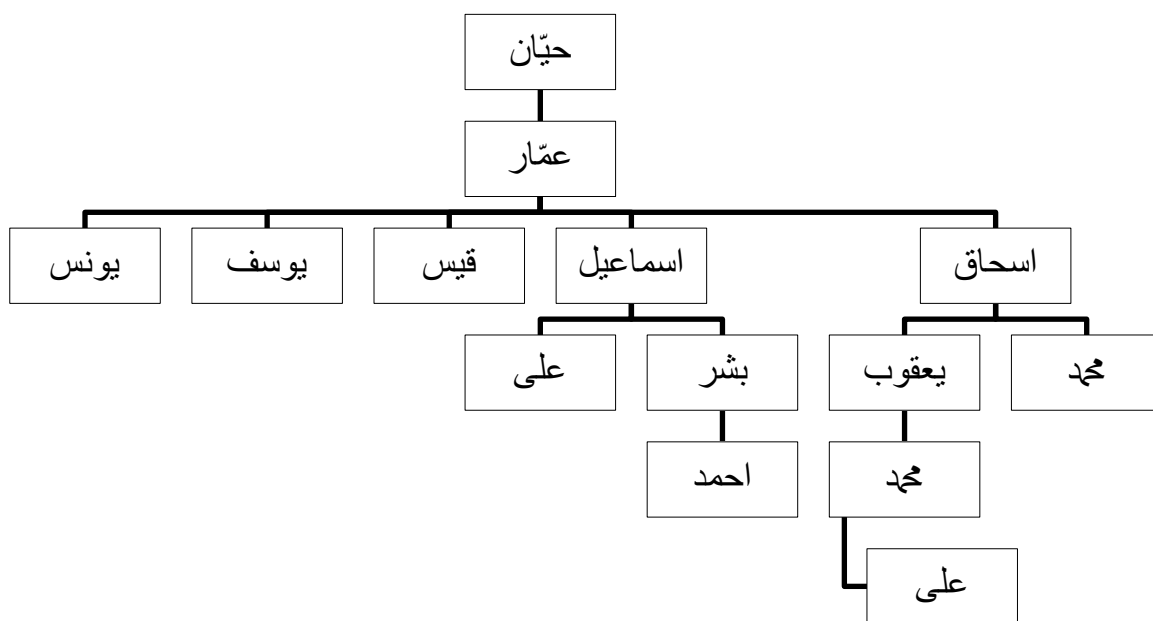 حيّان
عمّار
اسحاق
اسماعيل
قيس
يوسف
يونس
محمد
يعقوب
بشر
على
محمد
احمد
على